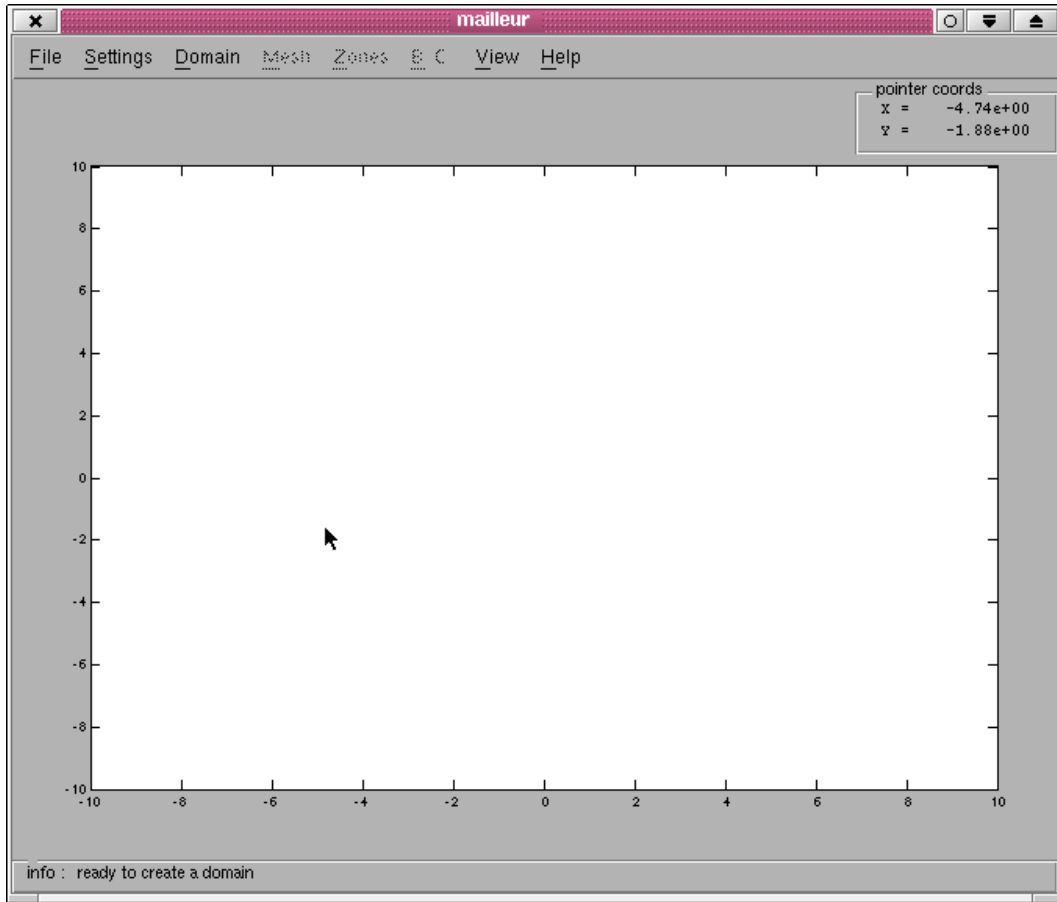 mailleur
File Settings Domain Mesh Zones B C View Help
pointer coords
X = -4.74e+00
Y = -1.88e+00
10
8
6
4
2
0
-2
-4
-6
-8
-10
-10 -8 -6 -4 -2 0 2 4 6 8 10
info : ready to create a domain